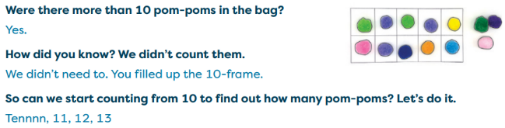 Were there more than 10 pom-poms in the bag?
Yes.
How did you know? We didn't count them.
We didn't need to. You filled up the 10-frame.
So can we start counting from 10 to find out how many pom-poms? Let's do it.
Tennnn, 11, 12, 13